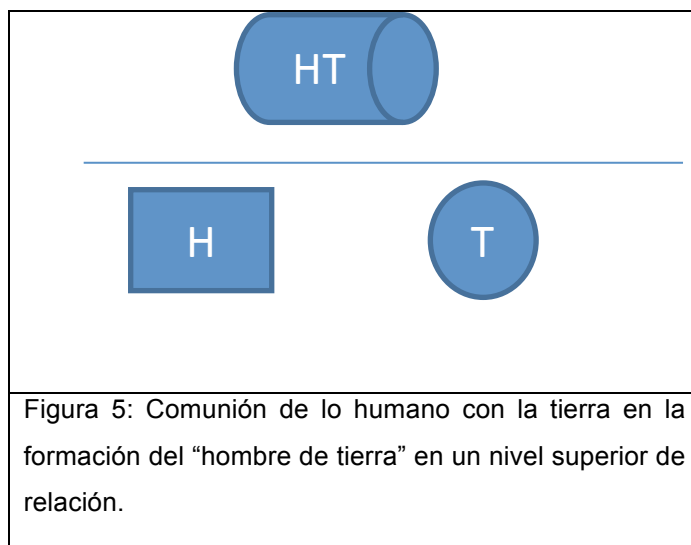 HT
H
T
Figura 5: Comunión de lo humano con la tierra en la
formación del “hombre de tierra” en un nivel superior de
relación.